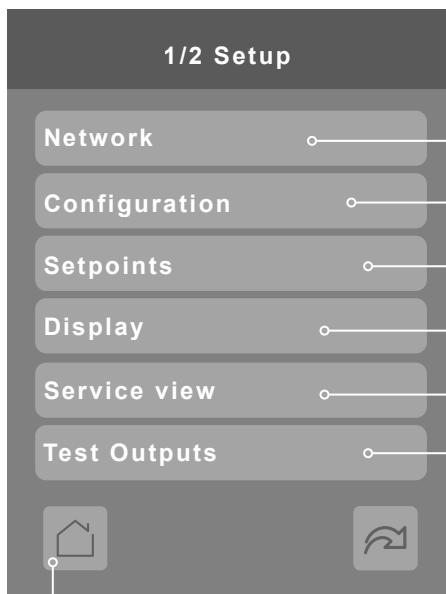 1/2 Setup
Network
Configuration
Setpoints
Display
Service view
Test Outputs